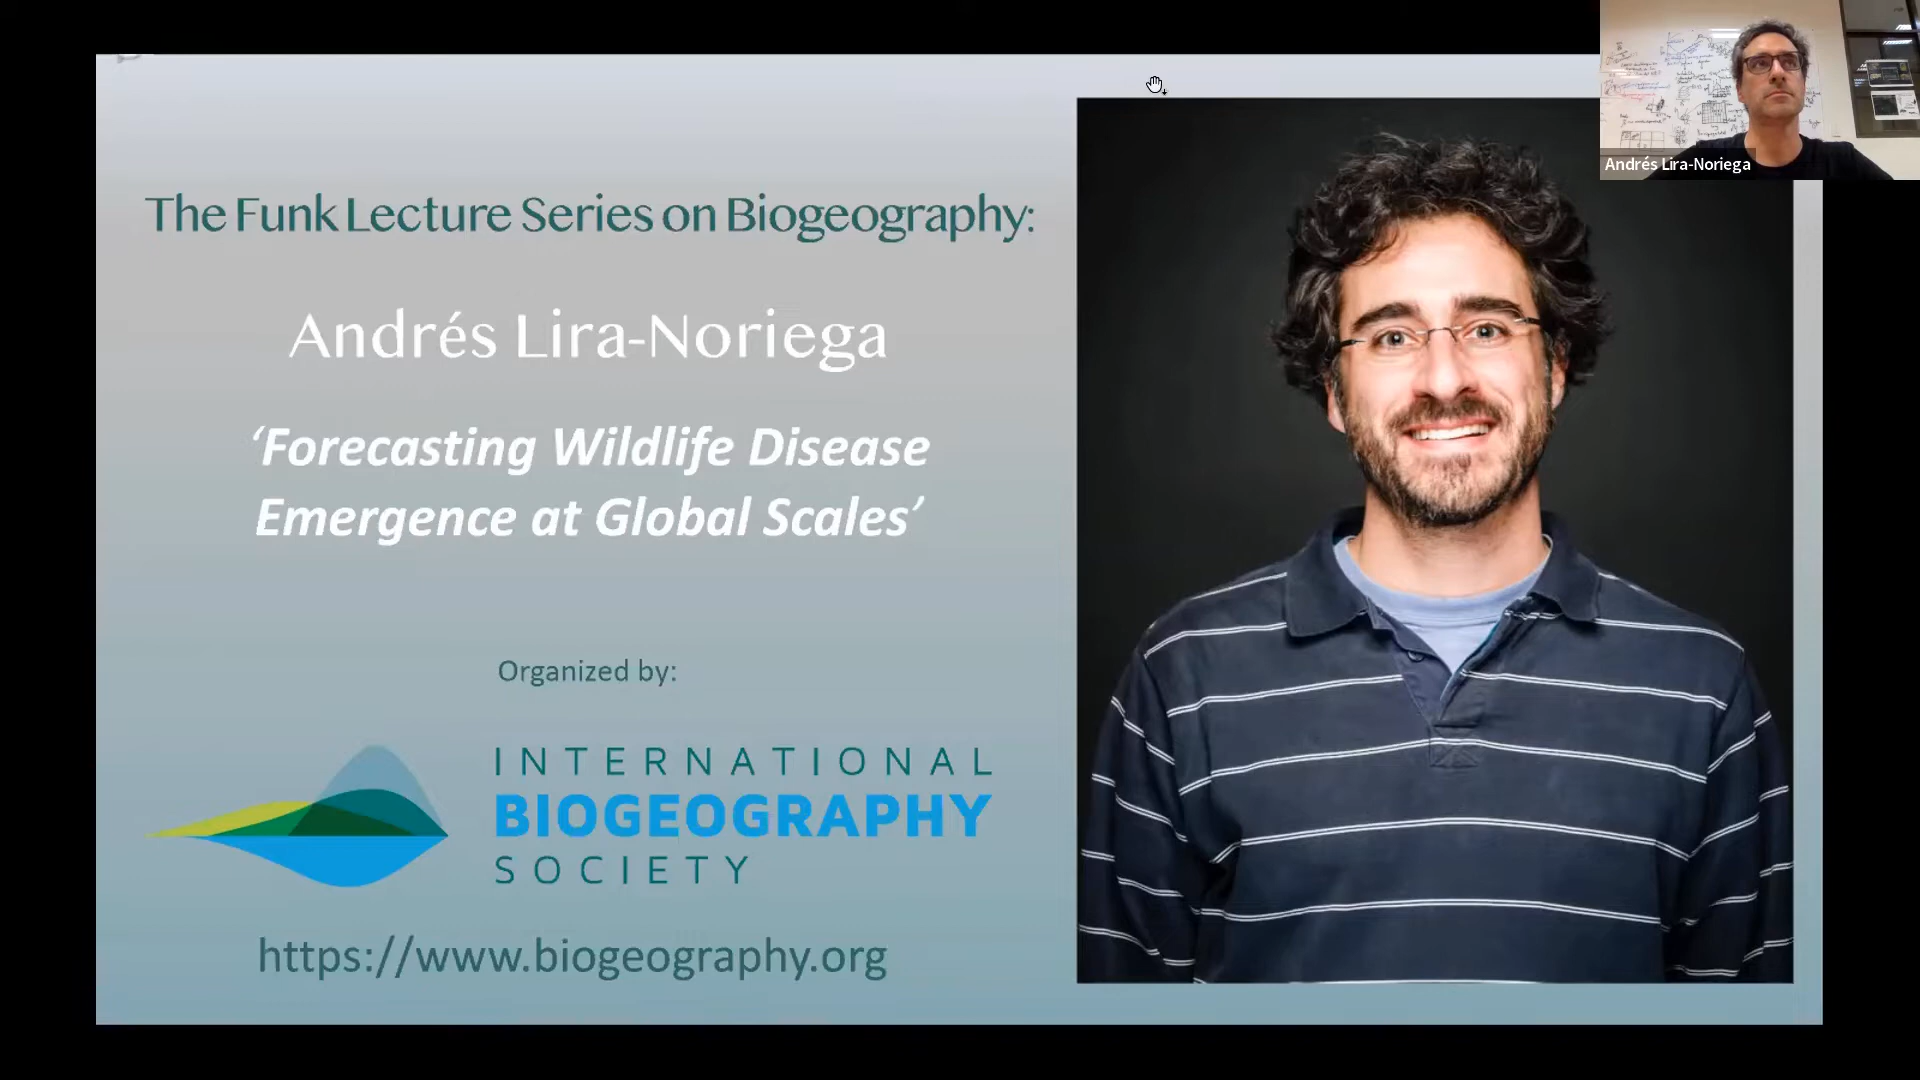 The Funk Lecture Series on Biogeography:
Andrés Lira-Noriega
‘Forecasting Wildlife Disease
Emergence at Global Scales’
Organized by:
INTERNATIONAL
BIOGEOGRAPHY
SOCIETY
https://www.biogeography.org
Andrés Lira-Noriega